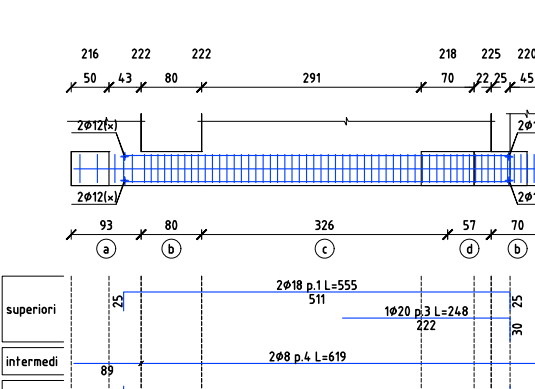 216 222 222 218 225 220
50 43 80 291 70 22 25 45
2Ø12(×) 2Ø1
2Ø12(×) 2Ø1
93 80 326 57 70
a b c d b
2Ø18 p.1 L=555
25 511 25
superiori
1Ø20 p.3 L=248
222 30
intermedi
2Ø8 p.4 L=619
89